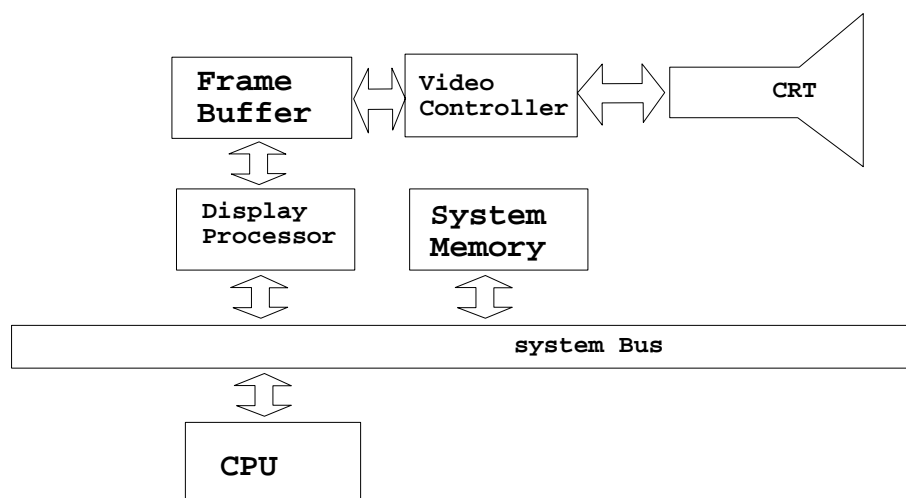 Frame
Buffer
Video
Controller
CRT
Display
Processor
System
Memory
system Bus
CPU